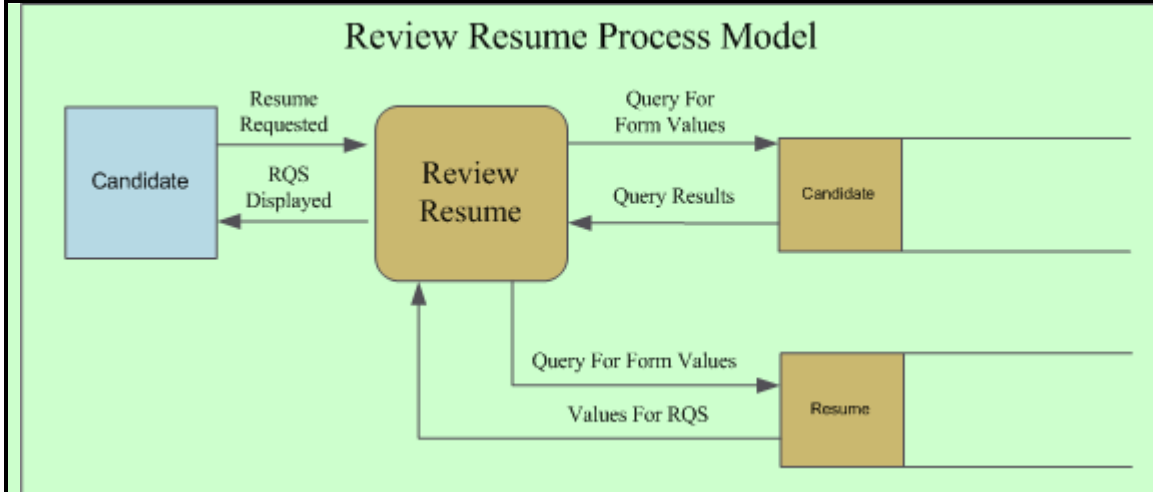 Review Resume Process Model
Resume
Requested
RQS
Displayed
Candidate
Review
Resume
Query For
Form Values
Query Results
Candidate
Query For Form Values
Values For RQS
Resume